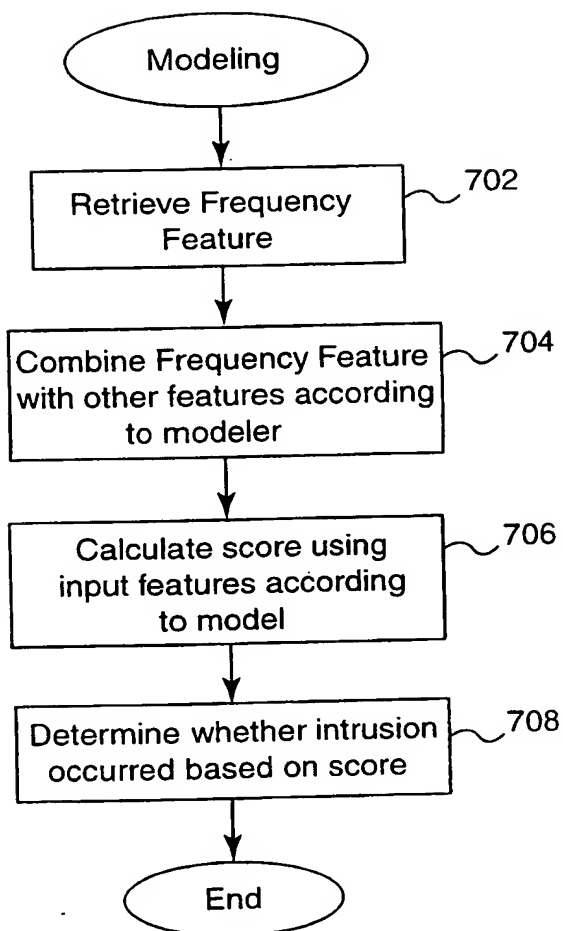 Modeling
Retrieve Frequency
Feature
702
Combine Frequency Feature
with other features according
to modeler
704
Calculate score using
input features according
to model
706
Determine whether intrusion
occurred based on score
708
End